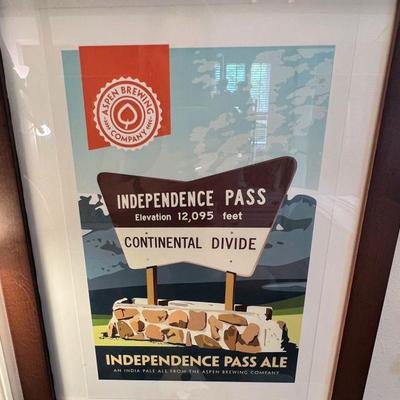 ASPEN BREWING
COMPANY
INDEPENDENCE PASS
Elevation 12,095 feet
CONTINENTAL DIVIDE
INDEPENDENCE PASS ALE
AN INDIA PALE ALE FROM THE ASPEN BREWING COMPANY